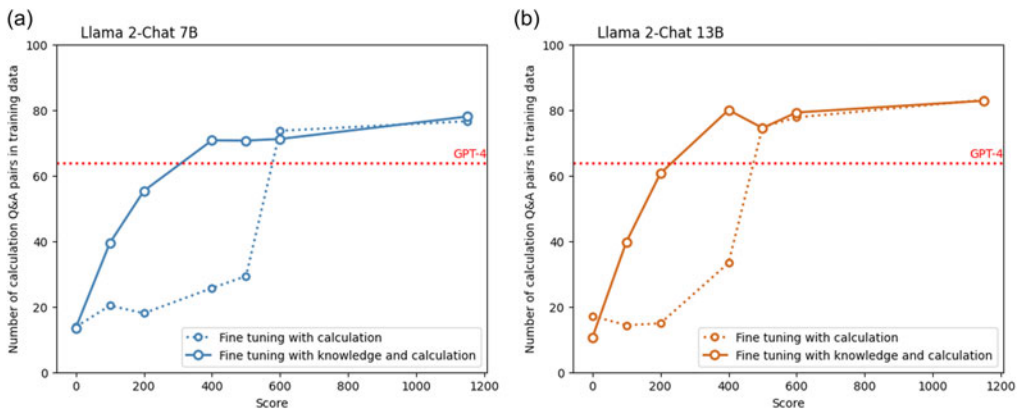 (a)
Llama 2-Chat 7B
Number of calculation Q&A pairs in training data
100
80
60
40
20
0
GPT-4
Fine tuning with calculation
Fine tuning with knowledge and calculation
0 200 400 600 800 1000 1200
Score
(b)
Llama 2-Chat 13B
Number of calculation Q&A pairs in training data
100
80
60
40
20
0
GPT-4
Fine tuning with calculation
Fine tuning with knowledge and calculation
0 200 400 600 800 1000 1200
Score